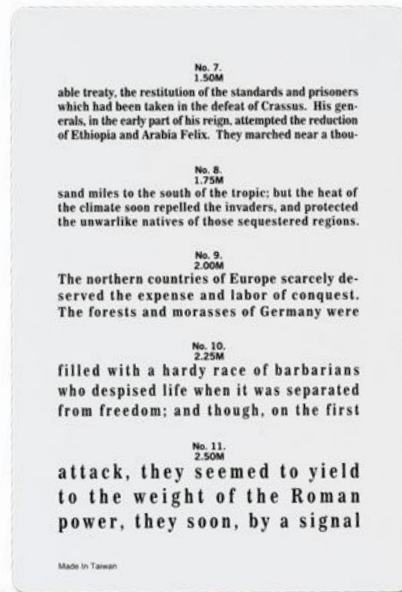 No. 7.
1.50M
able treaty, the restitution of the standards and prisoners
which had been taken in the defeat of Crassus. His gen-
erals, in the early part of his reign, attempted the reduction
of Ethiopia and Arabia Felix. They marched near a thou-
No. 8.
1.75M
sand miles to the south of the tropic; but the heat of
the climate soon repelled the invaders, and protected
the unwarlike natives of those sequestered regions.
No. 9.
2.00M
The northern countries of Europe scarcely de-
served the expense and labor of conquest.
The forests and morasses of Germany were
No. 10.
2.25M
filled with a hardy race of barbarians
who despised life when it was separated
from freedom; and though, on the first
No. 11.
2.50M
attack, they seemed to yield
to the weight of the Roman
power, they soon, by a signal
Made In Taiwan